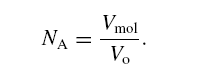 N_A = V_mol / V_o.